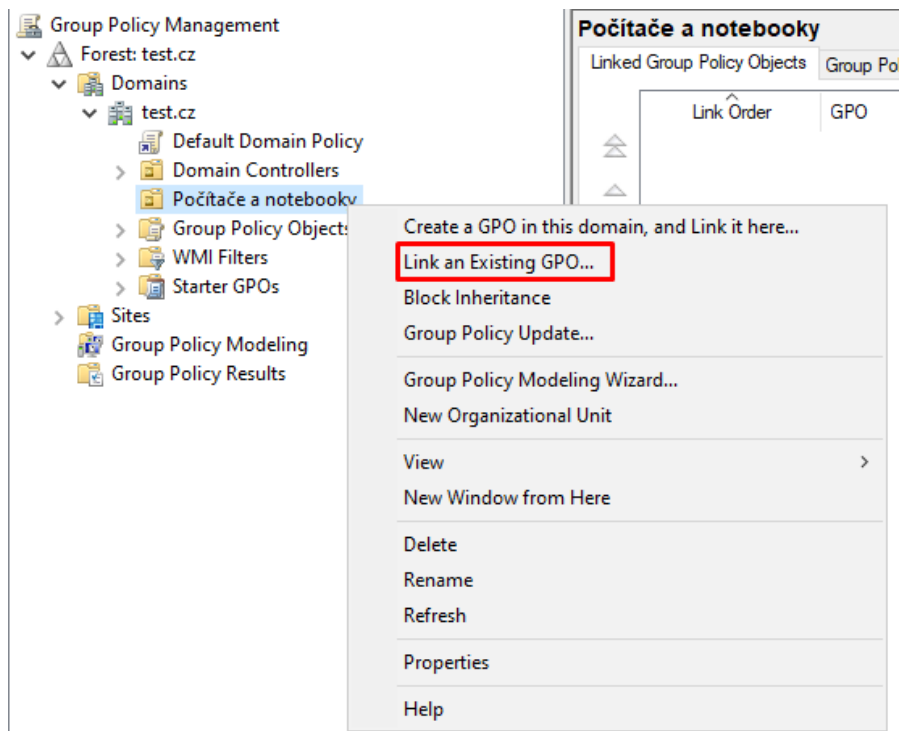 Group Policy Management
Forest: test.cz
Domains
test.cz
Default Domain Policy
Domain Controllers
Počítače a notebooky
Group Policy Objects
WMI Filters
Starter GPOs
Sites
Group Policy Modeling
Group Policy Results
Počítače a notebooky
Linked Group Policy Objects Group Pol
Link Order GPO
Create a GPO in this domain, and Link it here...
Link an Existing GPO...
Block Inheritance
Group Policy Update...
Group Policy Modeling Wizard...
New Organizational Unit
View
New Window from Here
Delete
Rename
Refresh
Properties
Help